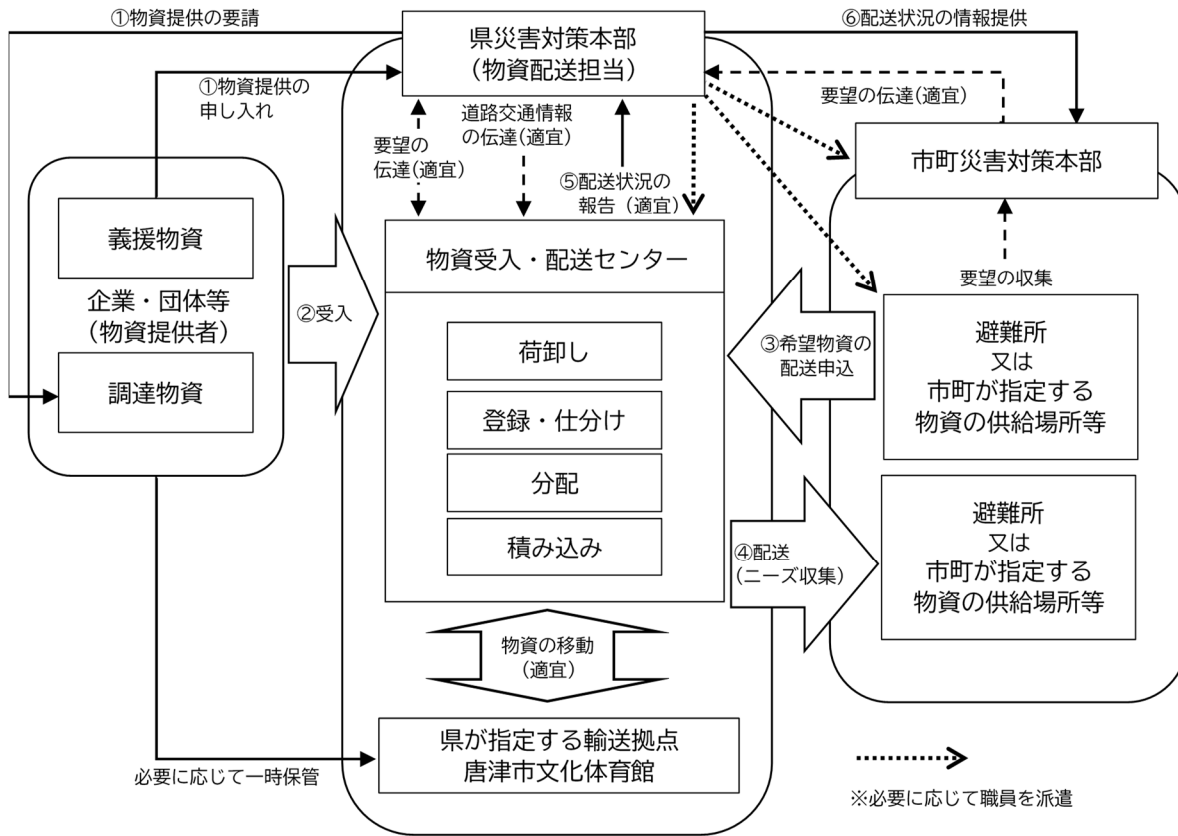 ①物資提供の要請
県災害対策本部
(物資配送担当)
⑥配送状況の情報提供
①物資提供の
申し入れ
要望の
伝達(適宜)
道路交通情報
の伝達(適宜)
⑤配送状況の
報告(適宜)
要望の伝達(適宜)
市町災害対策本部
要望の収集
義援物資
企業・団体等
(物資提供者)
調達物資
②受入
物資受入・配送センター
荷卸し
登録・仕分け
分配
積み込み
③希望物資の
配送申込
避難所
又は
市町が指定する
物資の供給場所等
④配送
(ニーズ収集)
避難所
又は
市町が指定する
物資の供給場所等
物資の移動
(適宜)
県が指定する輸送拠点
唐津市文化体育館
必要に応じて一時保管
※必要に応じて職員を派遣